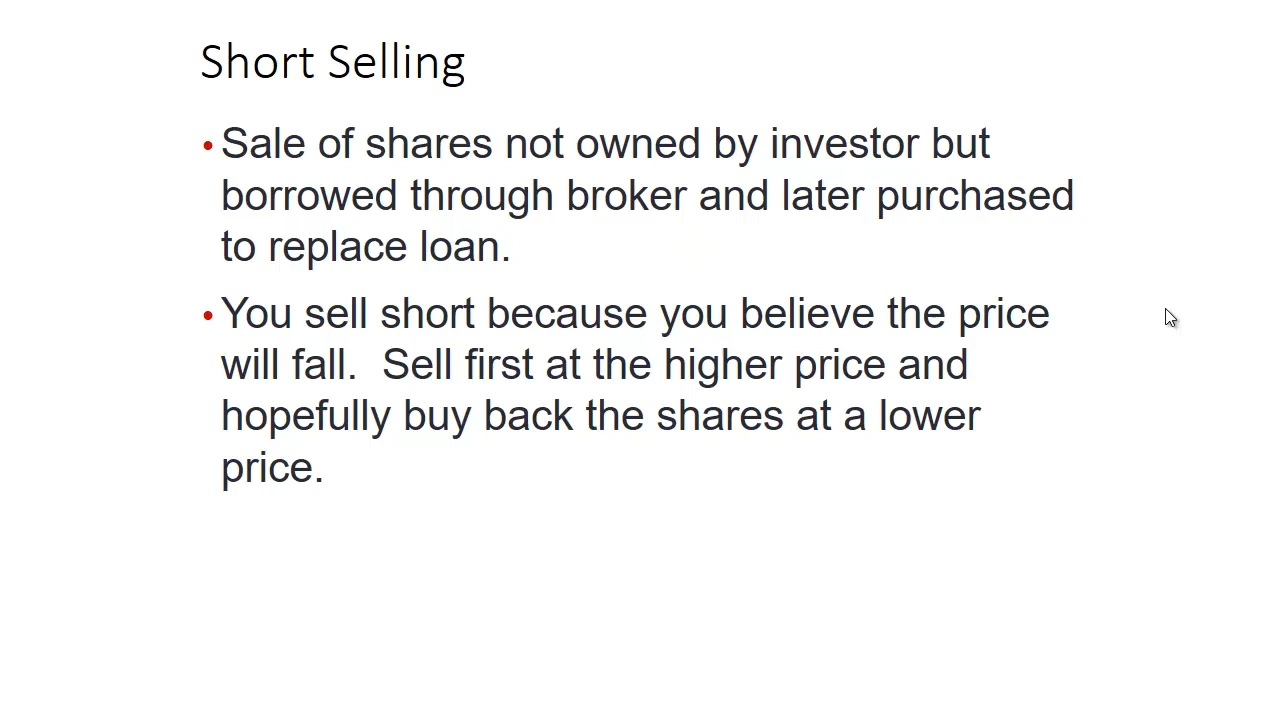 Short Selling
• Sale of shares not owned by investor but
borrowed through broker and later purchased
to replace loan.
• You sell short because you believe the price
will fall.  Sell first at the higher price and
hopefully buy back the shares at a lower
price.